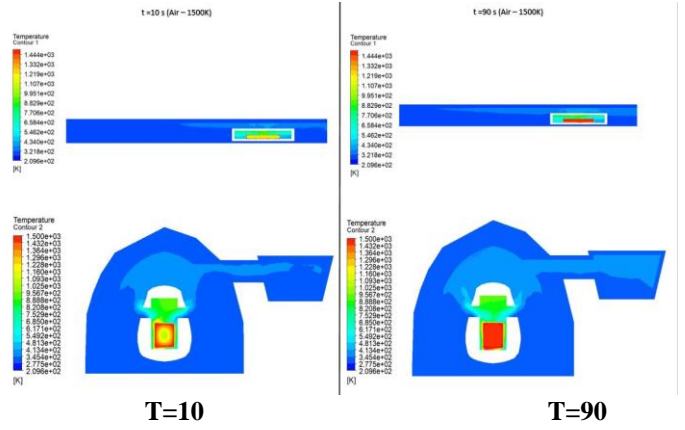 t =10 s (Air – 1500K)
Temperature
Contour 1
1.444e+03
1.332e+03
1.219e+03
1.107e+03
9.951e+02
8.829e+02
7.706e+02
6.584e+02
5.462e+02
4.340e+02
3.218e+02
2.096e+02
[K]
Temperature
Contour 2
1.500e+03
1.432e+03
1.364e+03
1.296e+03
1.228e+03
1.160e+03
1.093e+03
1.025e+03
9.567e+02
8.888e+02
8.208e+02
7.529e+02
6.850e+02
6.171e+02
5.492e+02
4.813e+02
4.134e+02
3.454e+02
2.775e+02
2.096e+02
[K]
T=10
t =90 s (Air – 1500K)
Temperature
Contour 1
1.444e+03
1.332e+03
1.219e+03
1.107e+03
9.951e+02
8.829e+02
7.706e+02
6.584e+02
5.462e+02
4.340e+02
3.218e+02
2.096e+02
[K]
Temperature
Contour 2
1.500e+03
1.432e+03
1.364e+03
1.296e+03
1.228e+03
1.160e+03
1.093e+03
1.025e+03
9.567e+02
8.888e+02
8.208e+02
7.529e+02
6.850e+02
6.171e+02
5.492e+02
4.813e+02
4.134e+02
3.454e+02
2.775e+02
2.096e+02
[K]
T=90